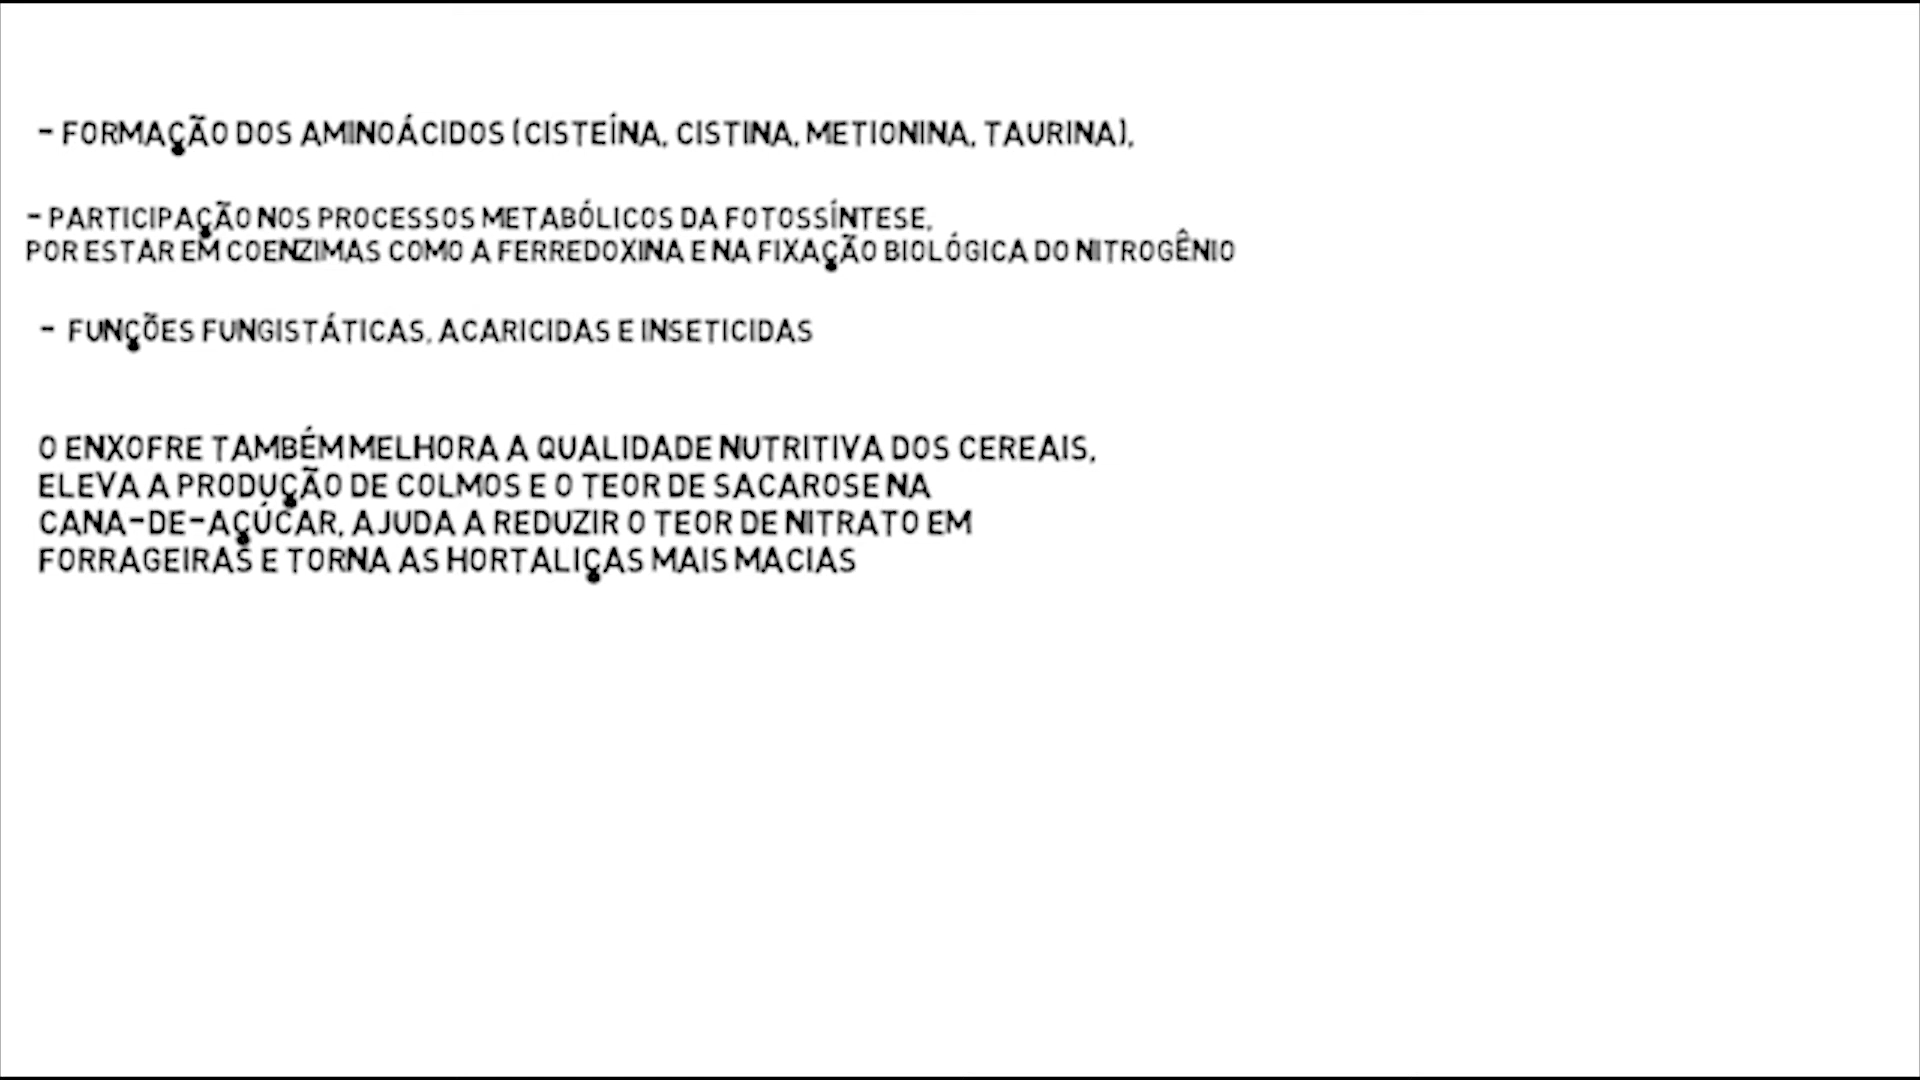 - FORMAÇÃO DOS AMINOÁCIDOS (CISTEÍNA, CISTINA, METIONINA, TAURINA),
- PARTICIPAÇÃO NOS PROCESSOS METABÓLICOS DA FOTOSSÍNTESE,
POR ESTAR EM COENZIMAS COMO A FERREDOXINA E NA FIXAÇÃO BIOLÓGICA DO NITROGÊNIO
- FUNÇÕES FUNGISTÁTICAS, ACARICIDAS E INSETICIDAS
O ENXOFRE TAMBÉM MELHORA A QUALIDADE NUTRITIVA DOS CEREAIS,
ELEVA A PRODUÇÃO DE COLMOS E O TEOR DE SACAROSE NA
CANA-DE-AÇÚCAR, AJUDA A REDUZIR O TEOR DE NITRATO EM
FORRAGEIRAS E TORNA AS HORTALIÇAS MAIS MACIAS